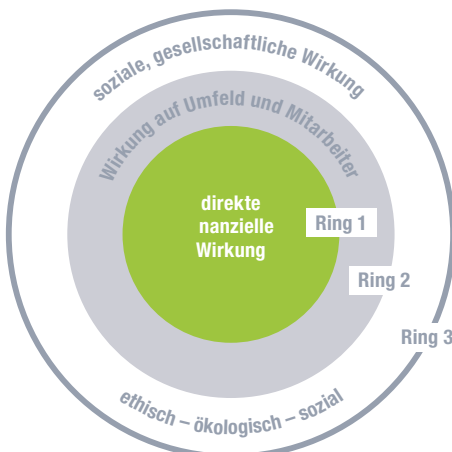 soziale, gesellschaftliche Wirkung
Wirkung auf Umfeld und Mitarbeiter
direkte
nanzielle
Wirkung
Ring 1
Ring 2
Ring 3
ethisch – ökologisch – sozial